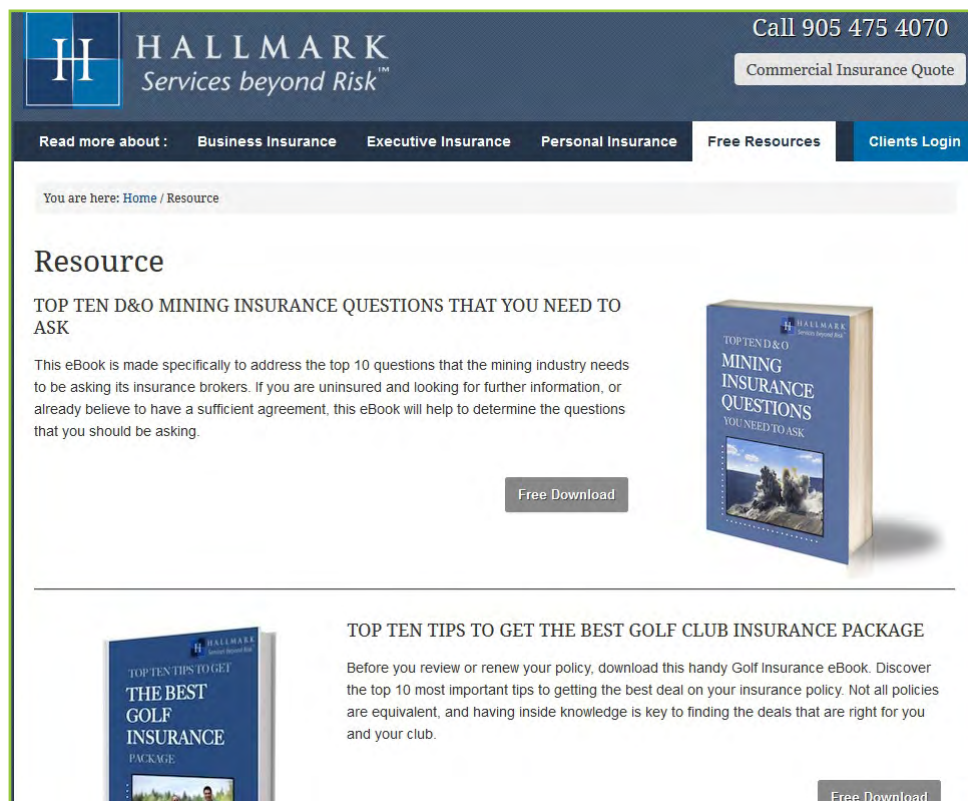 H
HALLMARK
Services beyond Risk™
Call 905 475 4070
Commercial Insurance Quote
Read more about : Business Insurance Executive Insurance Personal Insurance Free Resources Clients Login
You are here: Home / Resource
Resource
TOP TEN D&O MINING INSURANCE QUESTIONS THAT YOU NEED TO
ASK
This eBook is made specifically to address the top 10 questions that the mining industry needs
to be asking its insurance brokers. If you are uninsured and looking for further information, or
already believe to have a sufficient agreement, this eBook will help to determine the questions
that you should be asking.
Free Download
H HALLMARK
Services beyond Risk
TOP TEN D&O
MINING
INSURANCE
QUESTIONS
YOU NEED TO ASK
H HALLMARK
Services beyond Risk
TOP TEN TIPS TO GET
THE BEST
GOLF
INSURANCE
PACKAGE
TOP TEN TIPS TO GET THE BEST GOLF CLUB INSURANCE PACKAGE
Before you review or renew your policy, download this handy Golf Insurance eBook. Discover
the top 10 most important tips to getting the best deal on your insurance policy. Not all policies
are equivalent, and having inside knowledge is key to finding the deals that are right for you
and your club.
Free Download